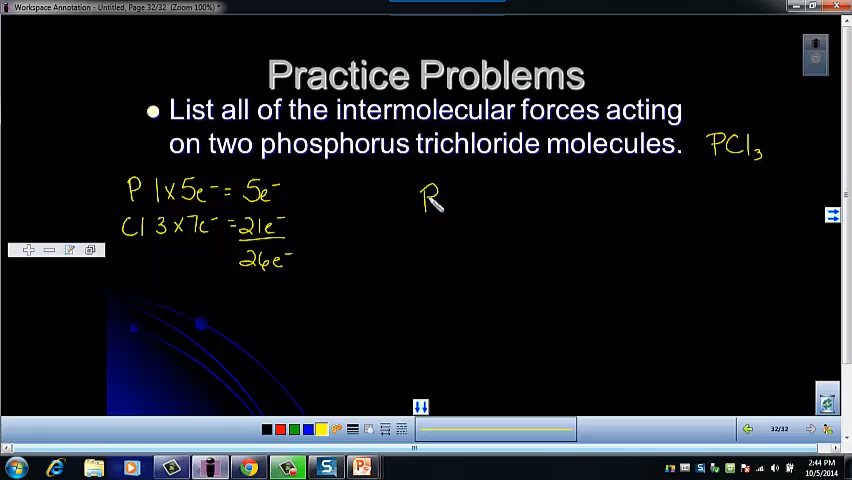 Workspace Annotation - Untitled, Page 32/32 (Zoom 100%) *
Practice Problems
List all of the intermolecular forces acting
on two phosphorus trichloride molecules. PCl₃
P 1x5e⁻ = 5e⁻
Cl 3x7e⁻ = 21e⁻
26e⁻
P
32/32
2:44 PM
10/5/2014